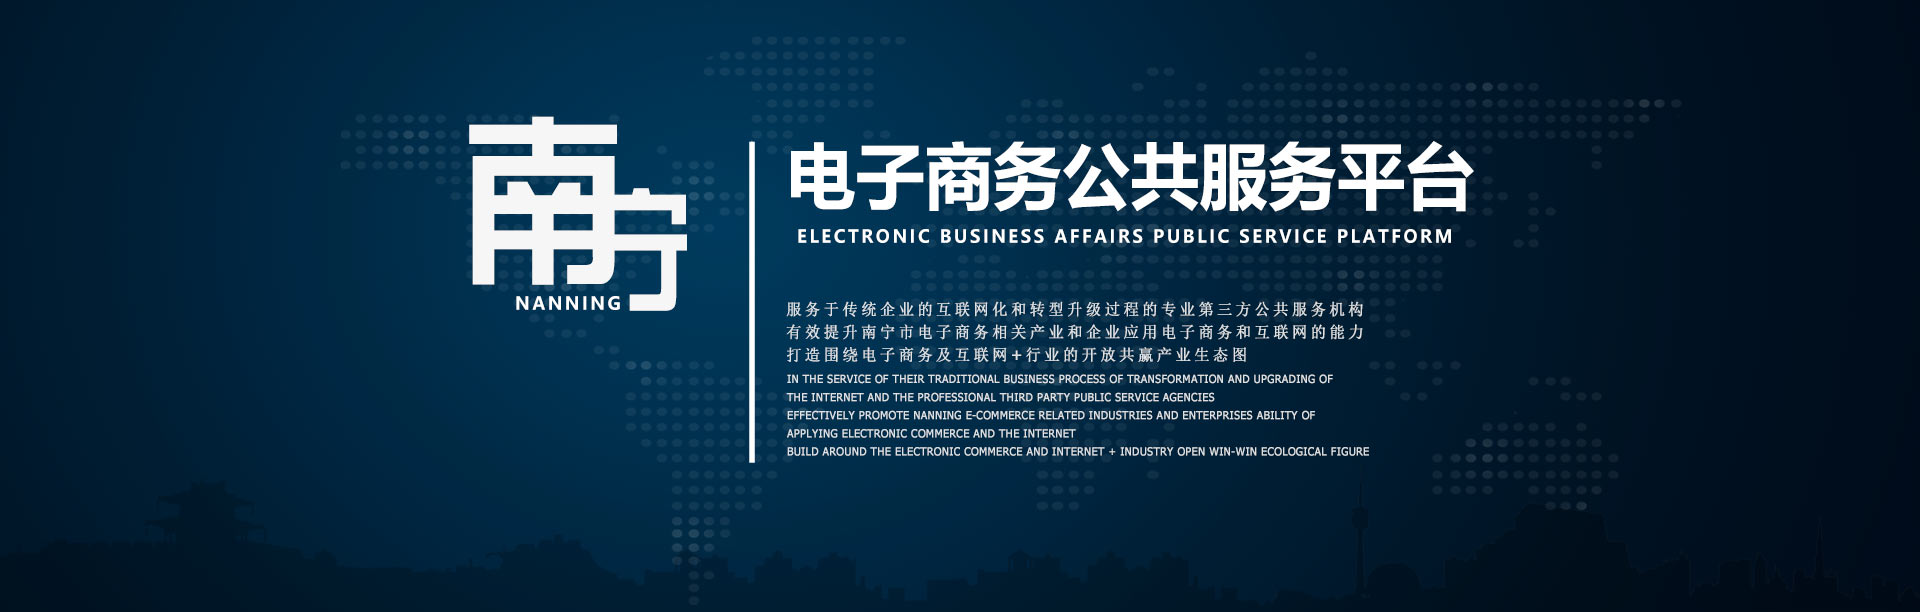 南宁
NANNING
电子商务公共服务平台
ELECTRONIC BUSINESS AFFAIRS PUBLIC SERVICE PLATFORM
服务于传统企业的互联网化和转型升级过程的专业第三方公共服务机构
有效提升南宁市电子商务相关产业和企业应用电子商务和互联网的能力
打造围绕电子商务及互联网+行业的开放共赢产业生态图
IN THE SERVICE OF THEIR TRADITIONAL BUSINESS PROCESS OF TRANSFORMATION AND UPGRADING OF
THE INTERNET AND THE PROFESSIONAL THIRD PARTY PUBLIC SERVICE AGENCIES
EFFECTIVELY PROMOTE NANNING E-COMMERCE RELATED INDUSTRIES AND ENTERPRISES ABILITY OF
APPLYING ELECTRONIC COMMERCE AND THE INTERNET
BUILD AROUND THE ELECTRONIC COMMERCE AND INTERNET + INDUSTRY OPEN WIN-WIN ECOLOGICAL FIGURE